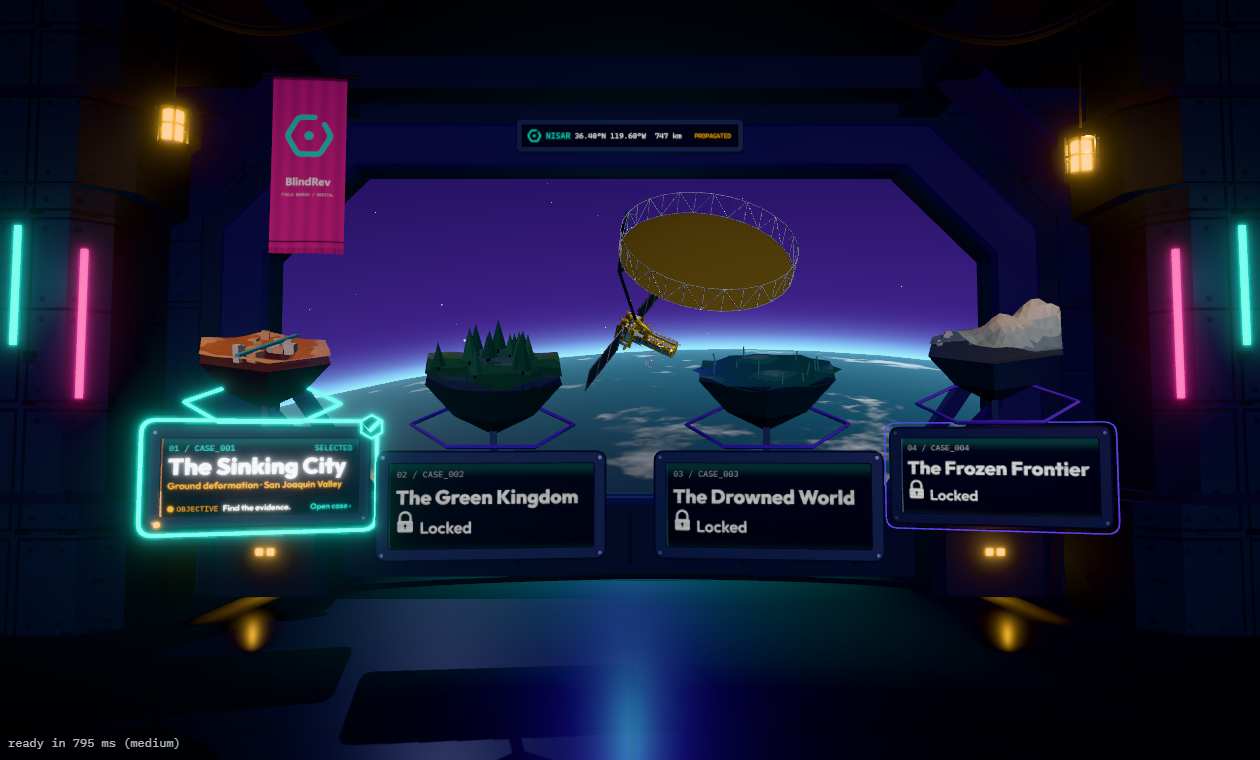 NISAR 36.40°N 119.60°W 747 km PROPAGATED
BlindRev
01 / CASE_001 SELECTED
The Sinking City
Ground deformation · San Joaquin Valley
OBJECTIVE Find the evidence. Open case ›
02 / CASE_002
The Green Kingdom
Locked
03 / CASE_003
The Drowned World
Locked
04 / CASE_004
The Frozen Frontier
Locked
ready in 795 ms (medium)